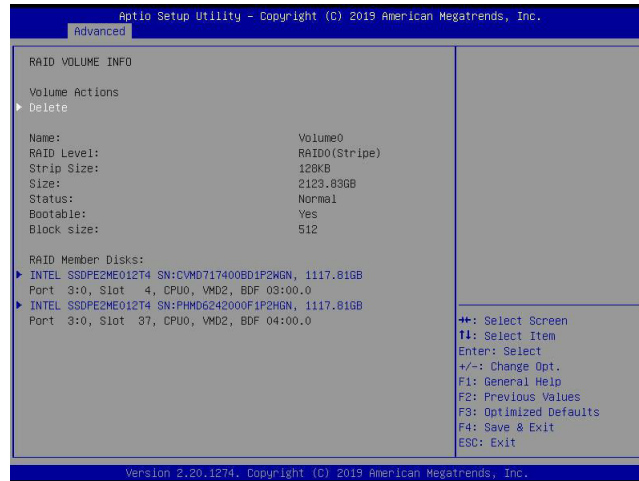 Aptio Setup Utility – Copyright (C) 2019 American Megatrends, Inc.
Advanced
RAID VOLUME INFO
Volume Actions
▶ Delete
Name: Volume0
RAID Level: RAID0(Stripe)
Strip Size: 128KB
Size: 2123.83GB
Status: Normal
Bootable: Yes
Block size: 512
RAID Member Disks:
▶ INTEL SSDPE2ME012T4 SN:CVMD717400BD1P2WGN, 1117.81GB
Port 3:0, Slot 4, CPU0, VMD2, BDF 03:00.0
▶ INTEL SSDPE2ME012T4 SN:PHMD6242000F1P2HGN, 1117.81GB
Port 3:0, Slot 37, CPU0, VMD2, BDF 04:00.0
→←: Select Screen
↑↓: Select Item
Enter: Select
+/-: Change Opt.
F1: General Help
F2: Previous Values
F3: Optimized Defaults
F4: Save & Exit
ESC: Exit
Version 2.20.1274. Copyright (C) 2019 American Megatrends, Inc.